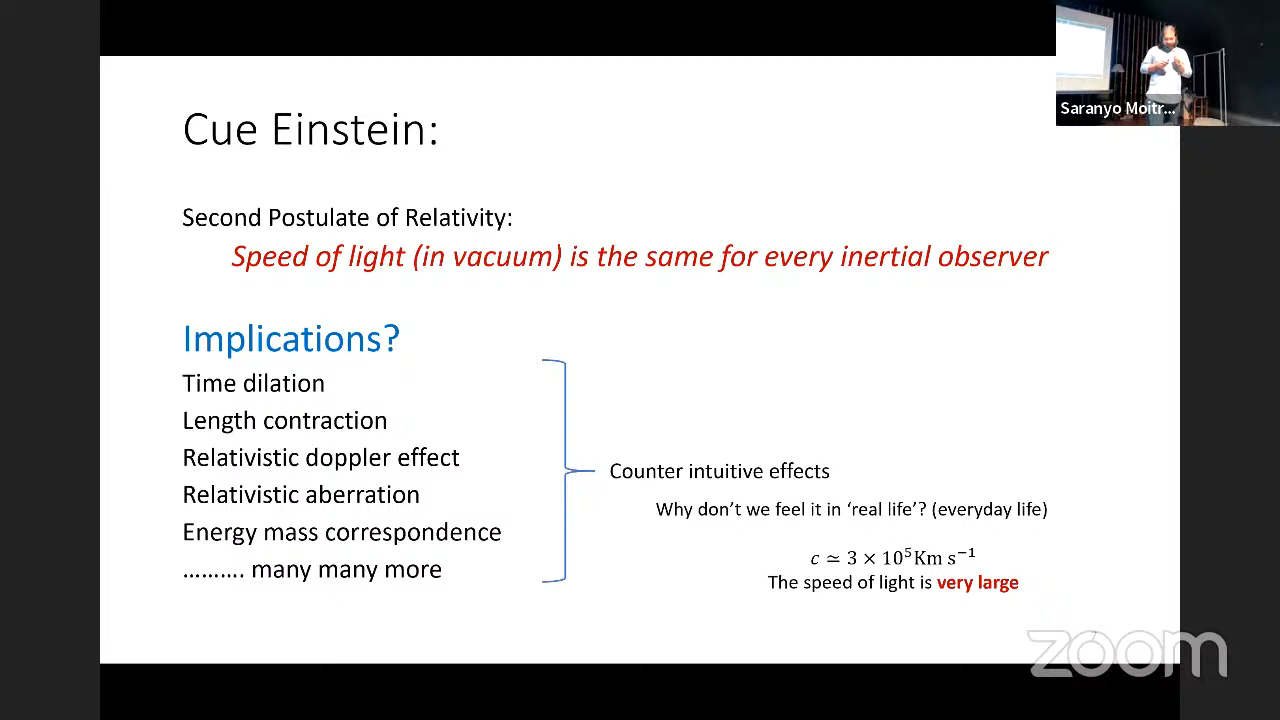 Saranyo Moitr...
Cue Einstein:
Second Postulate of Relativity:
Speed of light (in vacuum) is the same for every inertial observer
Implications?
Time dilation
Length contraction
Relativistic doppler effect
Relativistic aberration
Energy mass correspondence
………. many many more
Counter intuitive effects
Why don’t we feel it in ‘real life’? (everyday life)
c ≃ 3 × 10⁵Km s⁻¹
The speed of light is very large
7
zoom